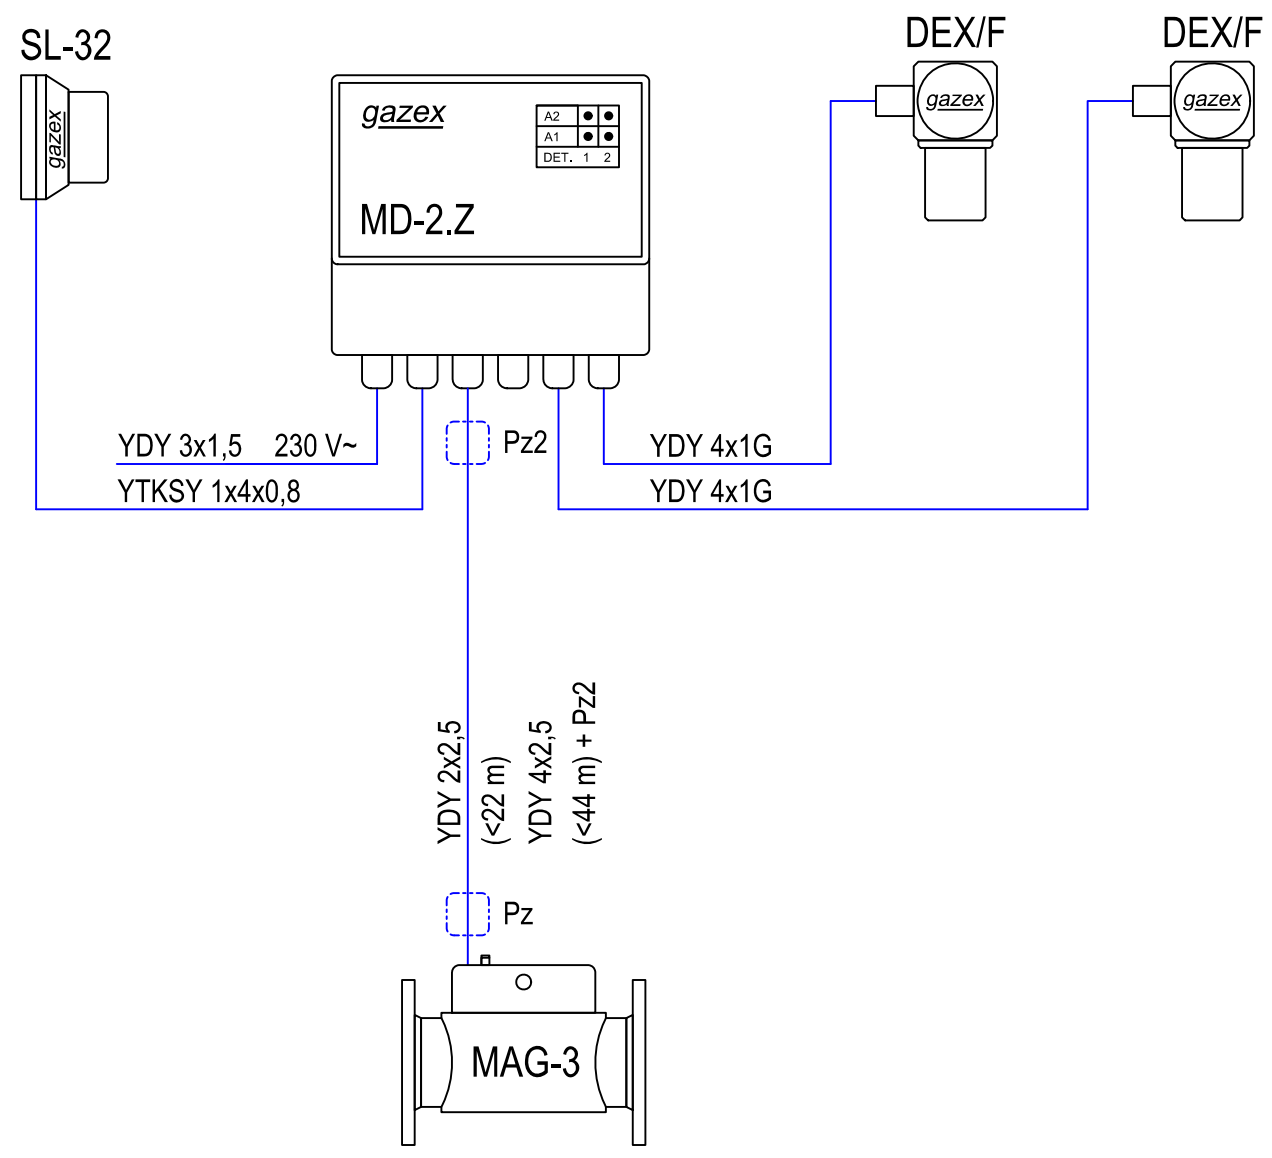 SL-32
DEX/F
DEX/F
gazex
gazex
gazex
gazex
A2
A1
DET. 1 2
MD-2.Z
YDY 3x1,5 230 V~
Pz2
YDY 4x1G
YTKSY 1x4x0,8
YDY 4x1G
YDY 2x2,5
(<22 m)
YDY 4x2,5
(<44 m) + Pz2
Pz
MAG-3